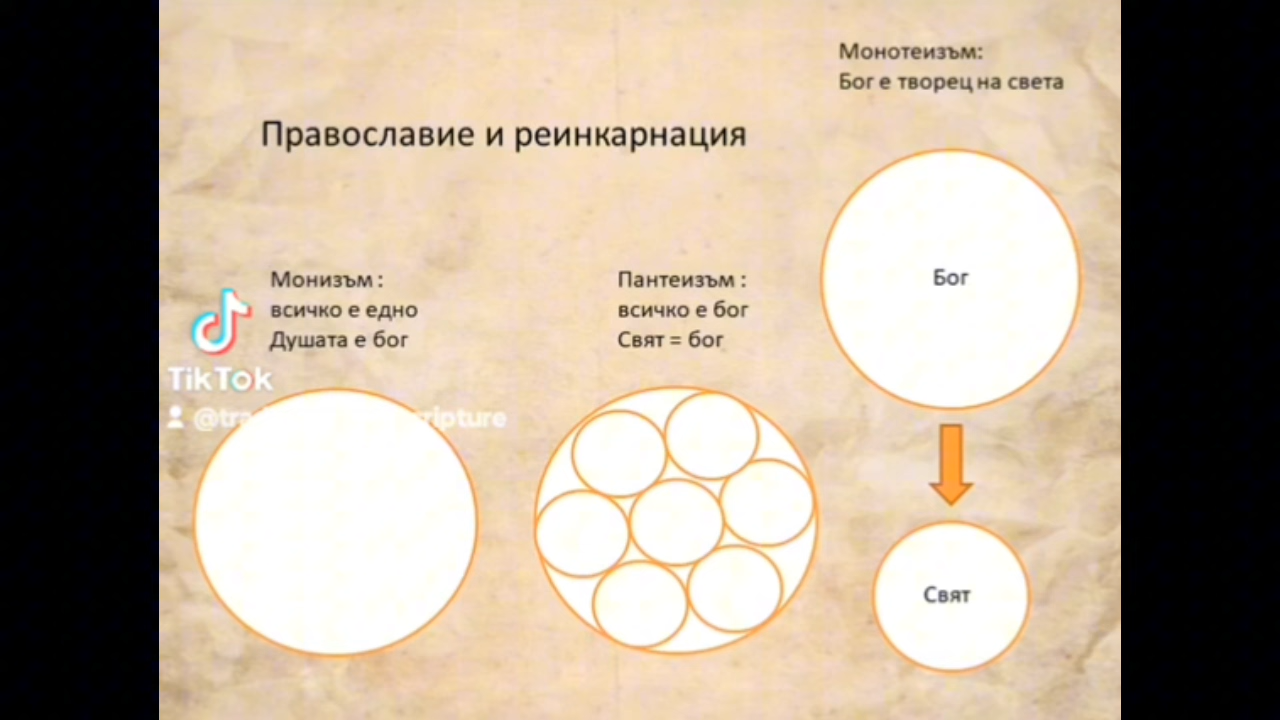 Монотеизъм:
Бог е творец на света
Православие и реинкарнация
Монизъм :
всичко е едно
Душата е бог
Пантеизъм :
всичко е бог
Свят = бог
Бог
TikTok
Свят